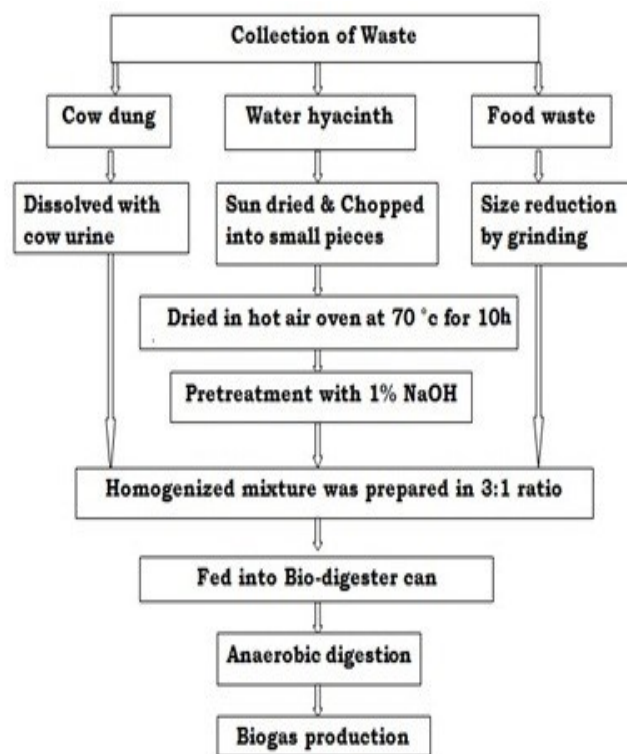 Collection of Waste
Cow dung
Water hyacinth
Food waste
Dissolved with
cow urine
Sun dried & Chopped
into small pieces
Size reduction
by grinding
Dried in hot air oven at 70 °c for 10h
Pretreatment with 1% NaOH
Homogenized mixture was prepared in 3:1 ratio
Fed into Bio-digester can
Anaerobic digestion
Biogas production